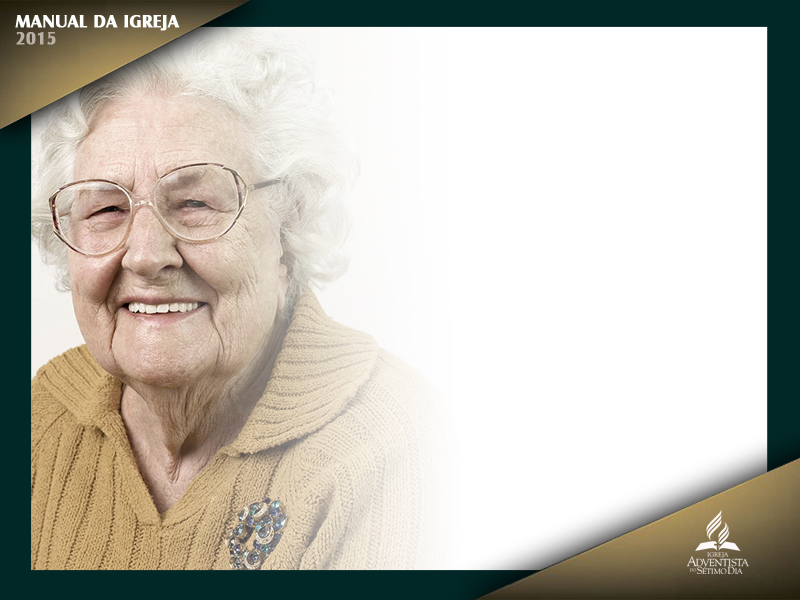 MANUAL DA IGREJA
2015
IGREJA
ADVENTISTA
DO SÉTIMO DIA